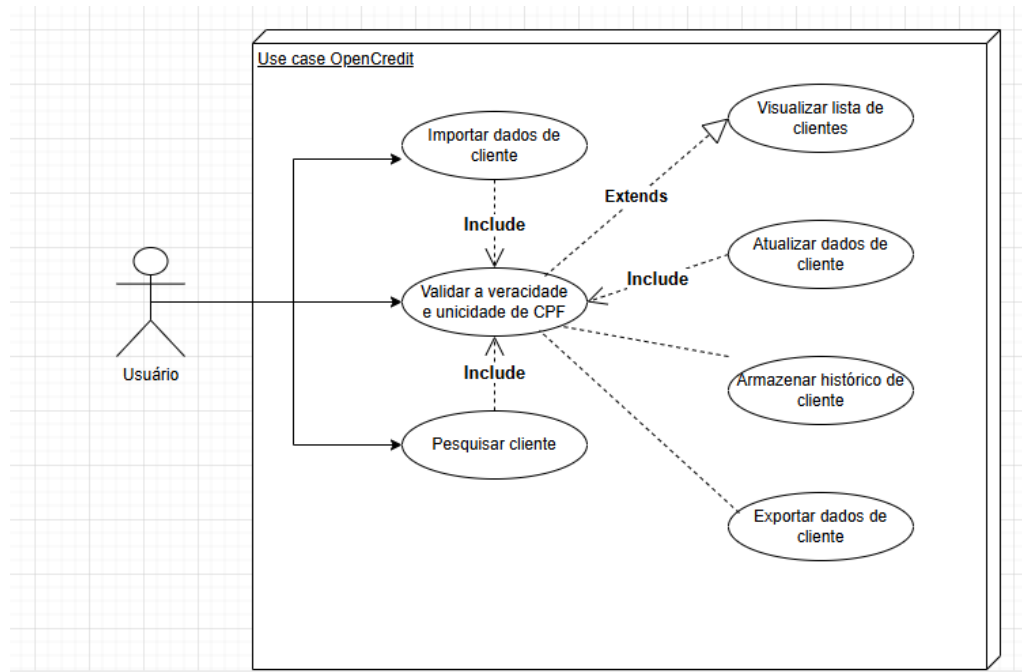 Use case OpenCredit
Visualizar lista de
clientes
Importar dados de
cliente
Extends
Include
Atualizar dados de
cliente
Include
Validar a veracidade
e unicidade de CPF
Usuário
Include
Armazenar histórico de
cliente
Pesquisar cliente
Exportar dados de
cliente